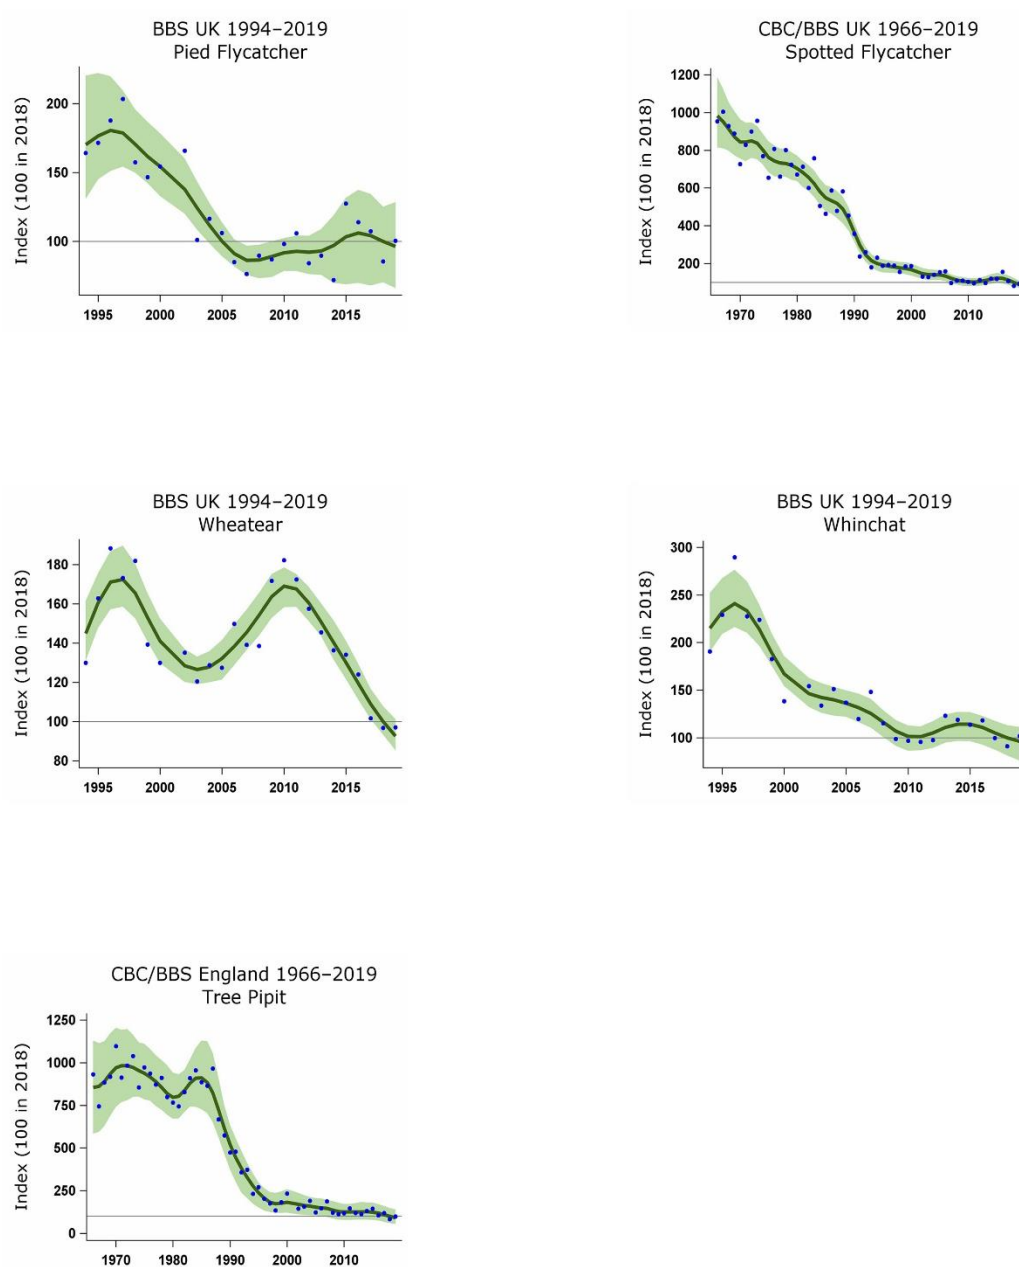 BBS UK 1994–2019
Pied Flycatcher
Index (100 in 2018)
200
150
100
1995 2000 2005 2010 2015
CBC/BBS UK 1966–2019
Spotted Flycatcher
Index (100 in 2018)
1200
1000
800
600
400
200
1970 1980 1990 2000 2010
BBS UK 1994–2019
Wheatear
Index (100 in 2018)
180
160
140
120
100
80
1995 2000 2005 2010 2015
BBS UK 1994–2019
Whinchat
Index (100 in 2018)
300
250
200
150
100
1995 2000 2005 2010 2015
CBC/BBS England 1966–2019
Tree Pipit
Index (100 in 2018)
1250
1000
750
500
250
0
1970 1980 1990 2000 2010